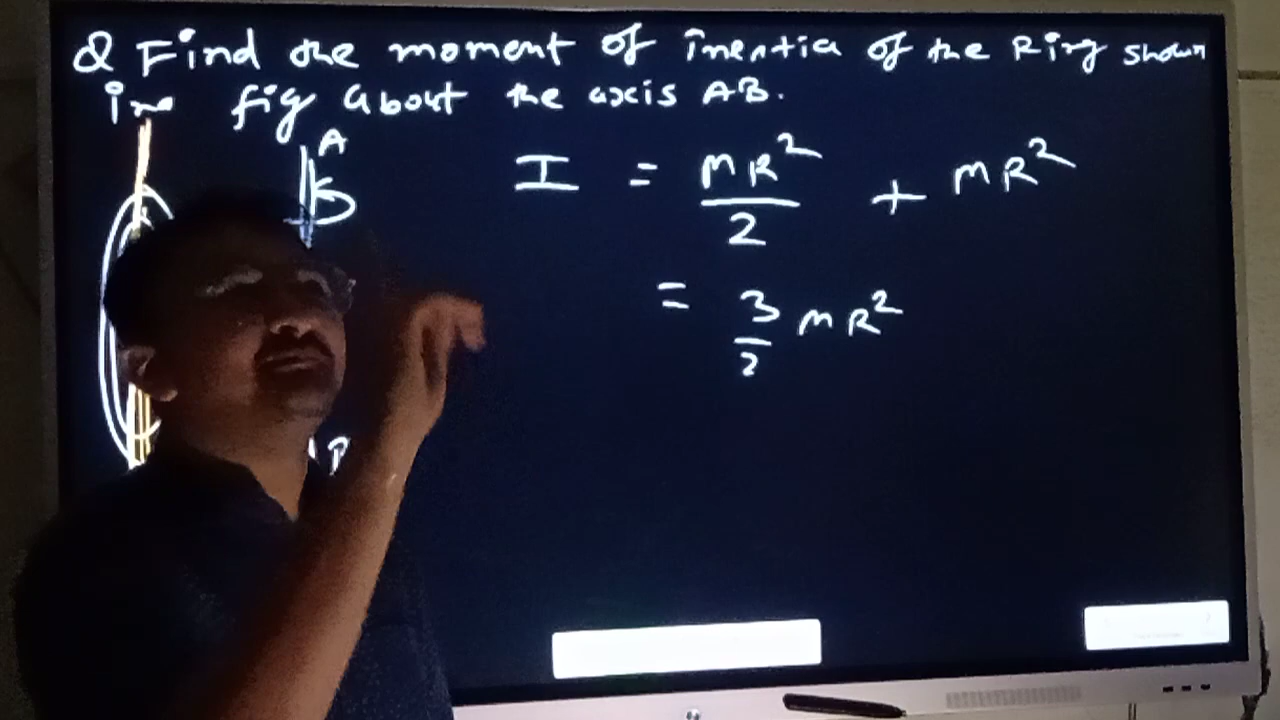 Q Find the moment of inertia of the Ring shown
in fig about the axis AB.
A
I = MR²/2 + MR²
= 3/2 MR²